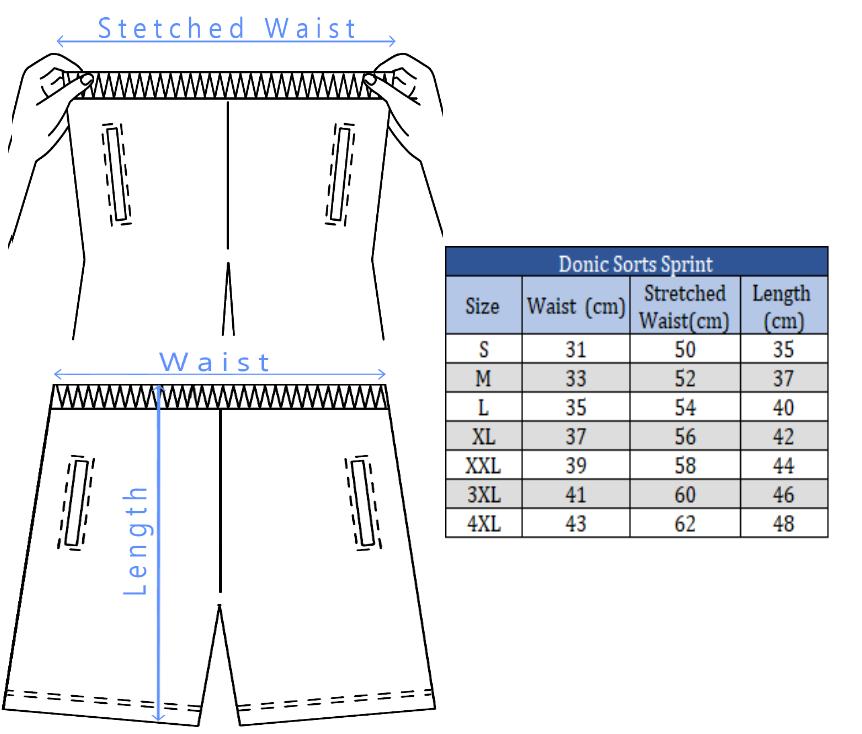 Stetched Waist
Waist
Length
Donic Sorts Sprint
Size Waist (cm) Stretched Waist(cm) Length (cm)
S 31 50 35
M 33 52 37
L 35 54 40
XL 37 56 42
XXL 39 58 44
3XL 41 60 46
4XL 43 62 48